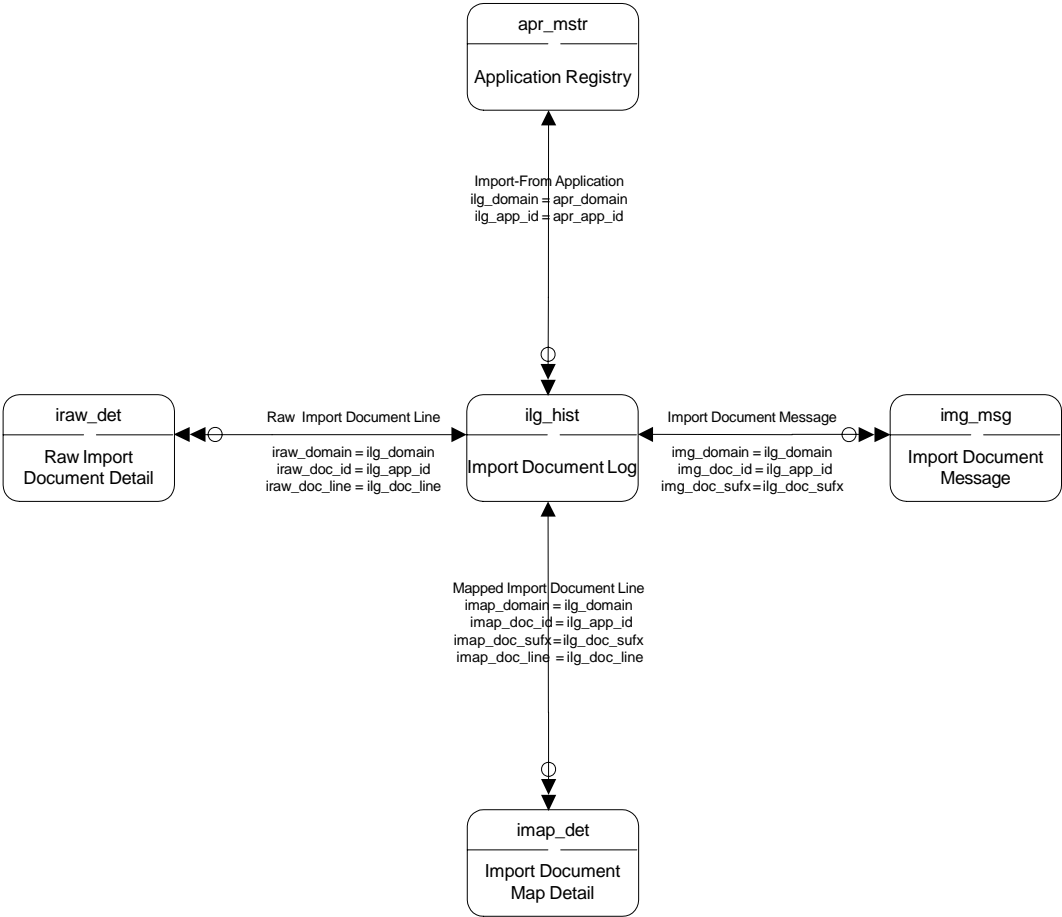 apr_mstr
Application Registry
Import-From Application
ilg_domain = apr_domain
ilg_app_id = apr_app_id
iraw_det
Raw Import
Document Detail
Raw Import Document Line
iraw_domain = ilg_domain
iraw_doc_id = ilg_app_id
iraw_doc_line = ilg_doc_line
ilg_hist
Import Document Log
Import Document Message
img_domain = ilg_domain
img_doc_id = ilg_app_id
img_doc_sufx = ilg_doc_sufx
img_msg
Import Document
Message
Mapped Import Document Line
imap_domain = ilg_domain
imap_doc_id = ilg_app_id
imap_doc_sufx = ilg_doc_sufx
imap_doc_line = ilg_doc_line
imap_det
Import Document
Map Detail